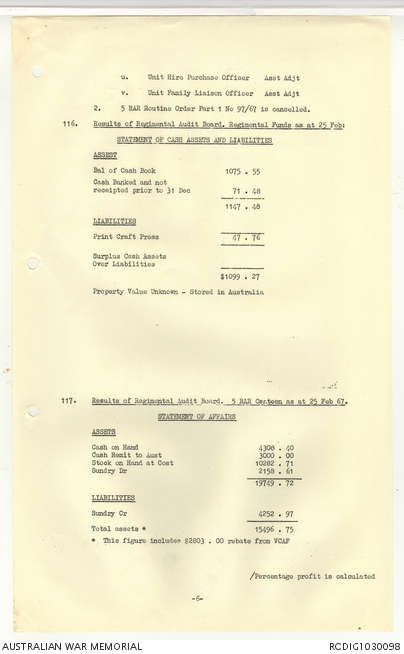 u. Unit Hire Purchase Officer Asst Adjt
v. Unit Family Liaison Officer Asst Adjt
2. 5 RAR Routine Order Part 1 No 97/67 is cancelled.
116. Results of Regimental Audit Board. Regimental Funds as at 25 Feb:
STATEMENT OF CASH ASSETS AND LIABILITIES
ASSEST
Bal of Cash Book 1075 . 55
Cash Banked and not
receipted prior to 31 Dec 71 . 48
1147 . 48
LIABILITIES
Print Craft Press 47 . 76
Surplus Cash Assets
Over Liabilities
$1099 . 27
Property Value Unknown - Stored in Australia
117. Results of Regimental Audit Board. 5 RAR Canteen as at 25 Feb 67.
STATEMENT OF AFFAIRS
ASSETS
Cash on Hand 4308 . 40
Cash Remit to Aust 3000 . 00
Stock on Hand at Cost 10282 . 71
Sundry Dr 2158 . 61
19749 . 72
LIABILITIES
Sundry Cr 4252 . 97
Total assets * 15496 . 75
* This figure includes $2803 . 00 rebate from VCAF
/Percentage profit is calculated
-6-
AUSTRALIAN WAR MEMORIAL RCDIG1030098